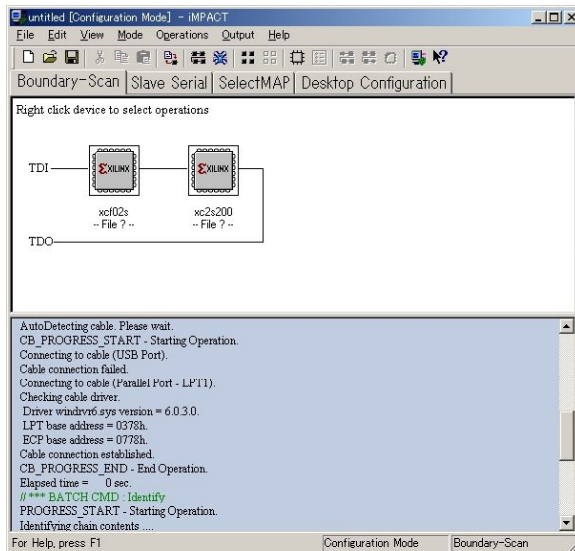 untitled [Configuration Mode] - iMPACT
File Edit View Mode Operations Output Help
Boundary-Scan Slave Serial SelectMAP Desktop Configuration
Right click device to select operations
TDI
XILINX XILINX
xcf02s xc2s200
-- File ? -- -- File ? --
TDO
AutoDetecting cable. Please wait.
CB_PROGRESS_START - Starting Operation.
Connecting to cable (USB Port).
Cable connection failed.
Connecting to cable (Parallel Port - LPT1).
Checking cable driver.
Driver windrvr6.sys version = 6.0.3.0.
LPT base address = 0378h.
ECP base address = 0778h.
Cable connection established.
CB_PROGRESS_END - End Operation.
Elapsed time = 0 sec.
// *** BATCH CMD : Identify
PROGRESS_START - Starting Operation.
Identifying chain contents ....
For Help, press F1 Configuration Mode Boundary-Scan